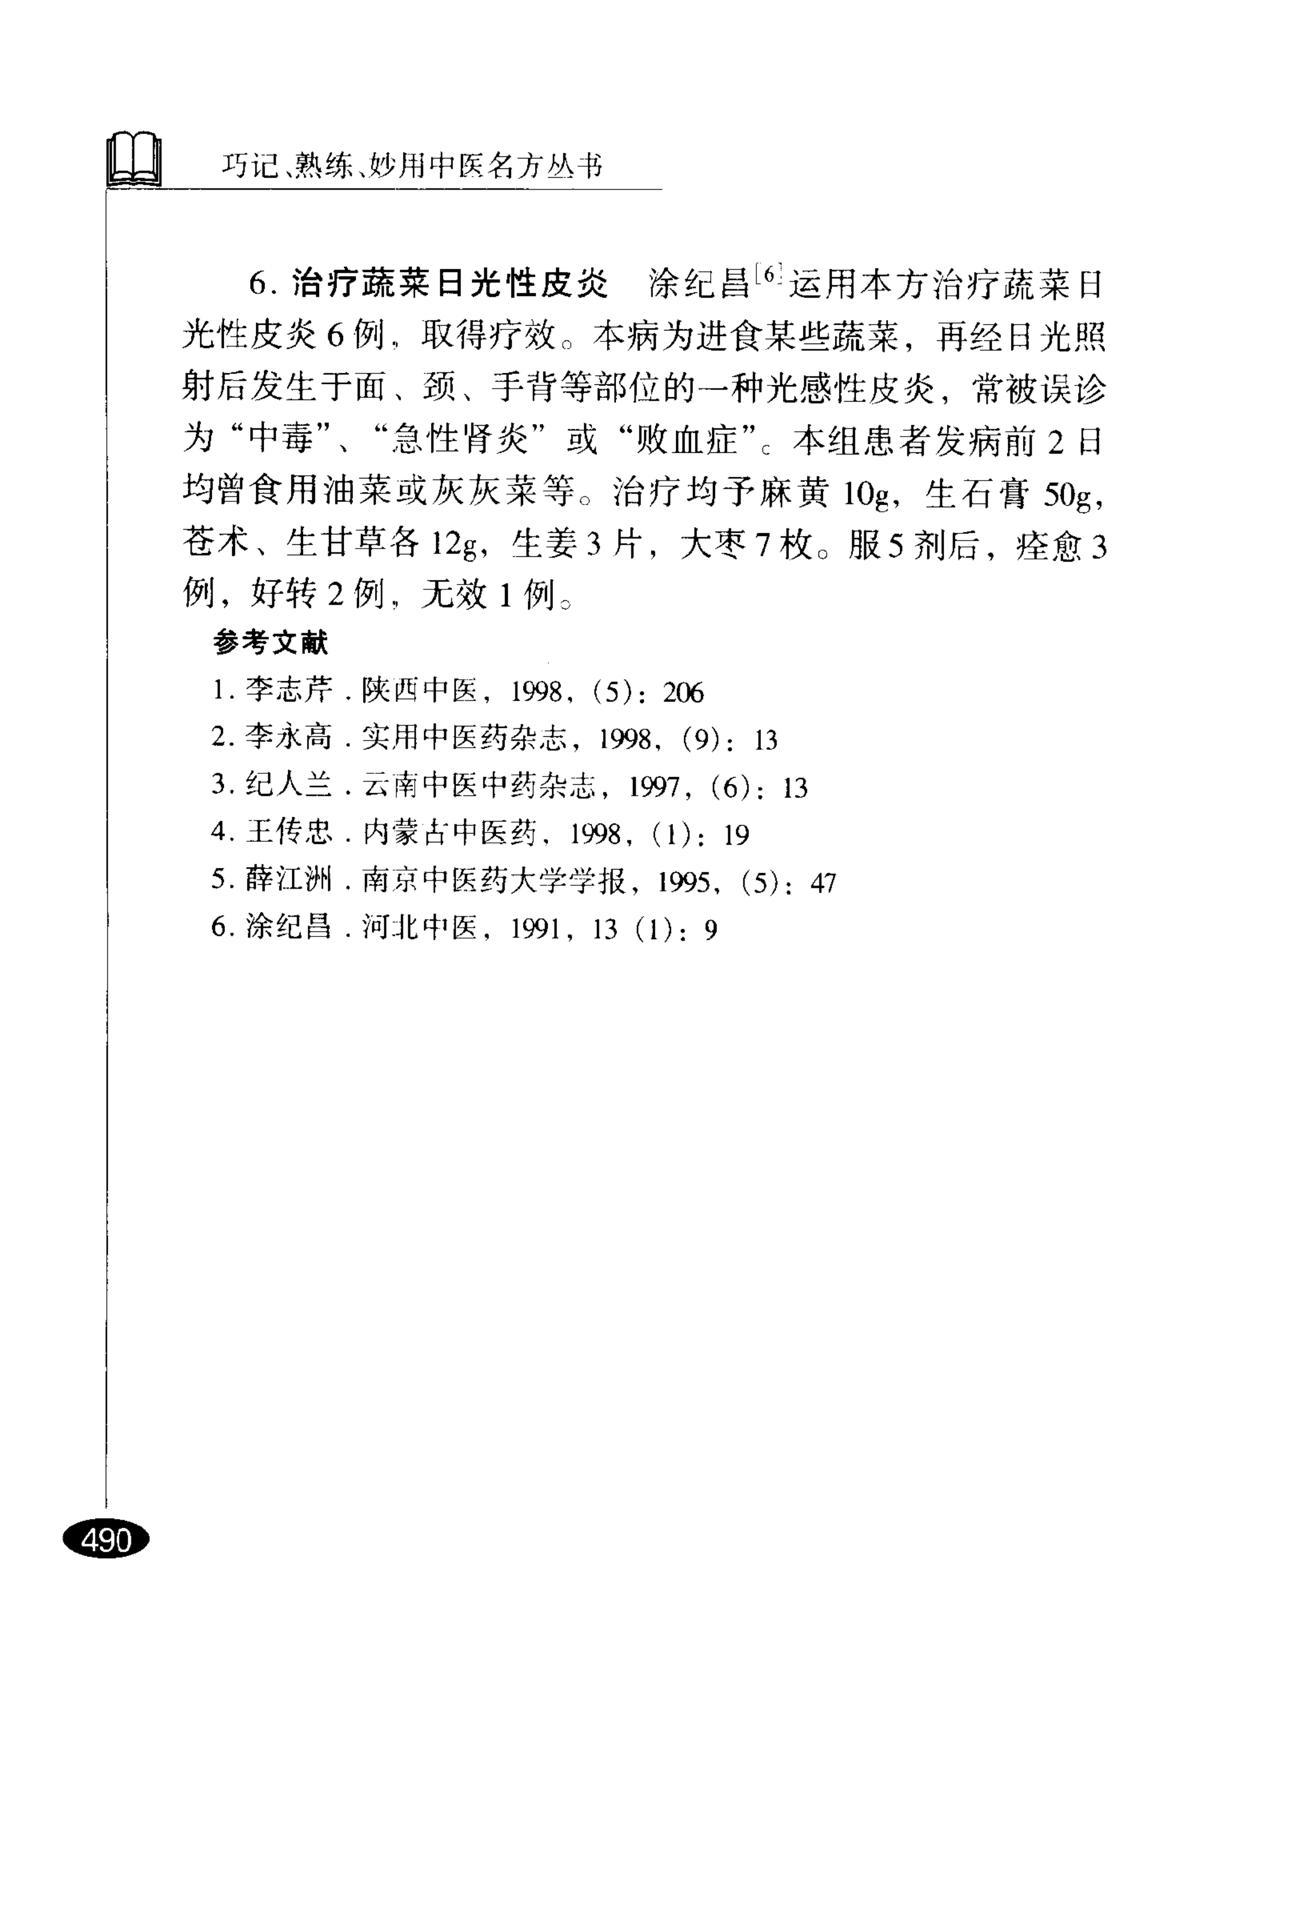 巧记、熟练、妙用中医名方丛书
6. 治疗蔬菜日光性皮炎　涂纪昌[6]运用本方治疗蔬菜日
光性皮炎 6 例，取得疗效。本病为进食某些蔬菜，再经日光照
射后发生于面、颈、手背等部位的一种光感性皮炎，常被误诊
为“中毒”、“急性肾炎”或“败血症”。本组患者发病前 2 日
均曾食用油菜或灰灰菜等。治疗均予麻黄 10g，生石膏 50g，
苍术、生甘草各 12g，生姜 3 片，大枣 7 枚。服 5 剂后，痊愈 3
例，好转 2 例，无效 1 例。
参考文献
1. 李志芹．陕西中医，1998，(5)：206
2. 李永高．实用中医药杂志，1998，(9)：13
3. 纪人兰．云南中医中药杂志，1997，(6)：13
4. 王传忠．内蒙古中医药，1998，(1)：19
5. 薛江洲．南京中医药大学学报，1995，(5)：47
6. 涂纪昌．河北中医，1991，13 (1)：9
490